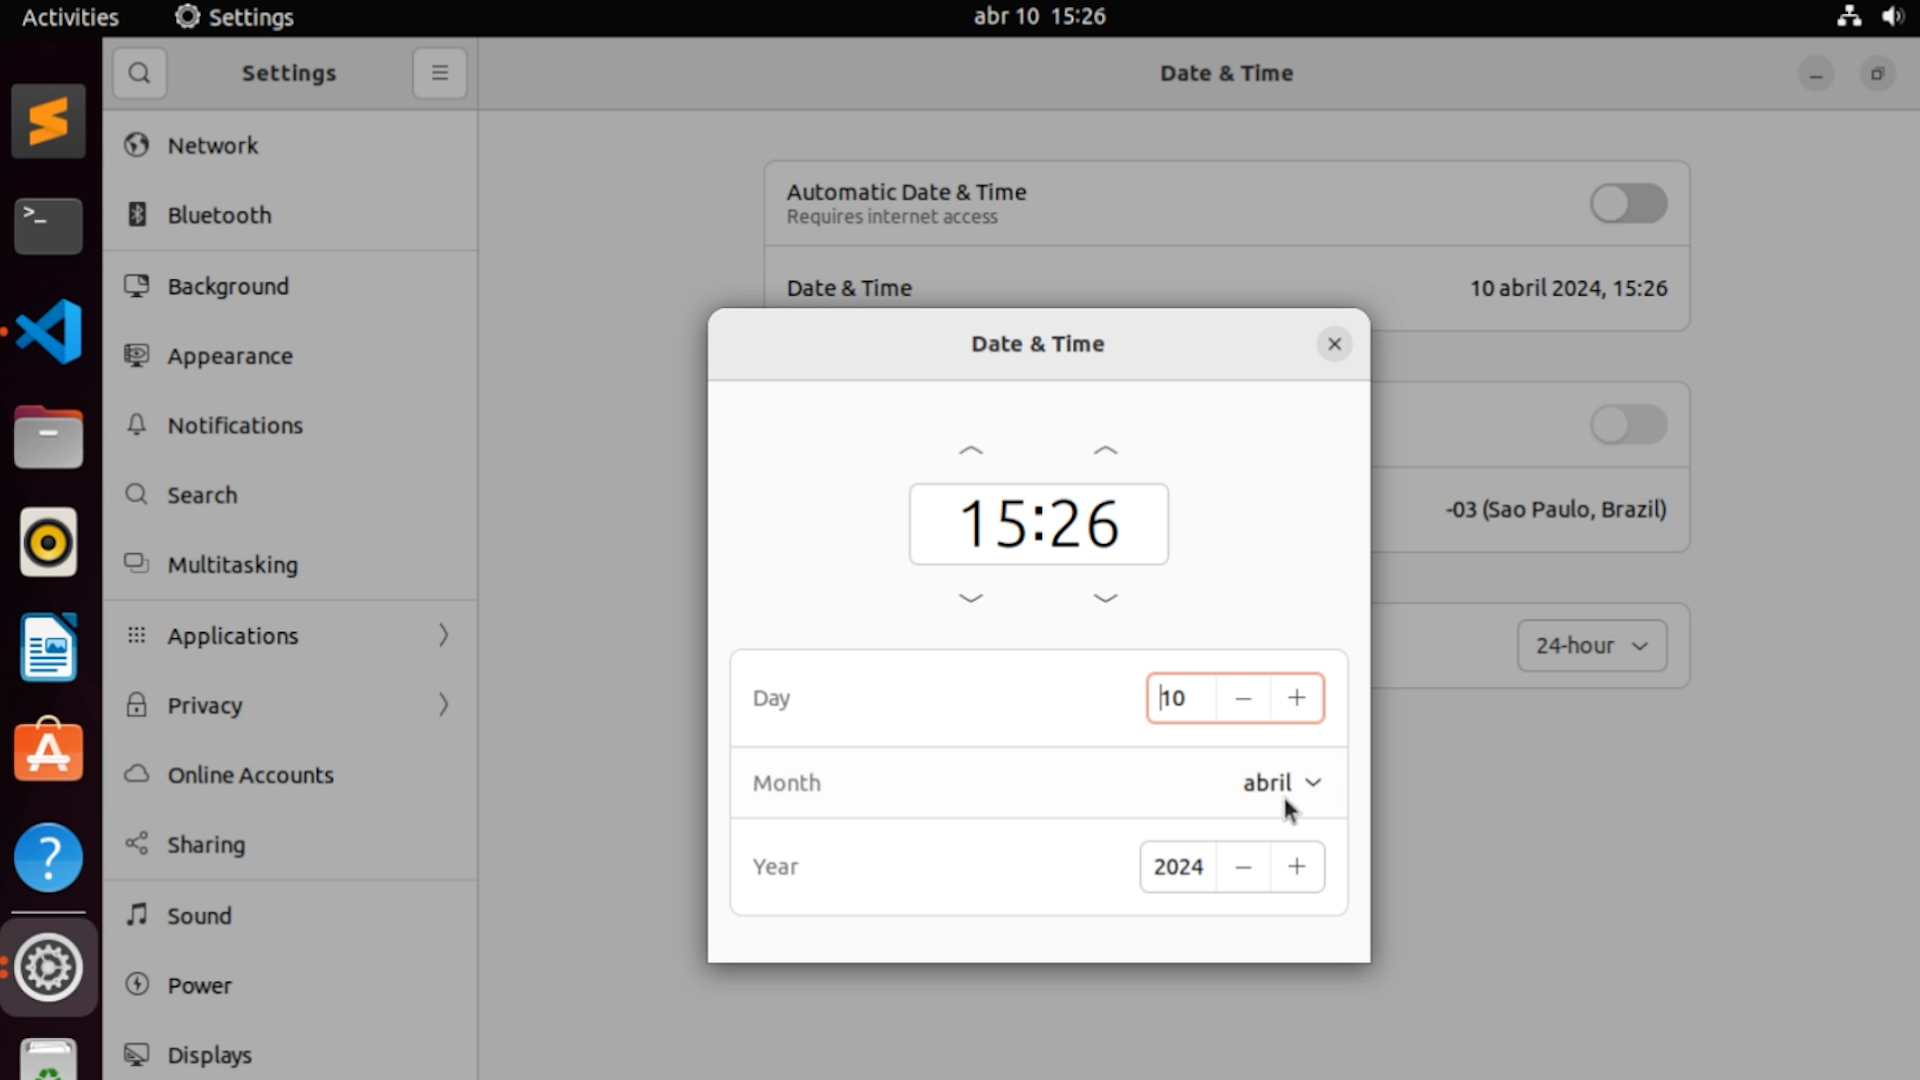 Activities
Settings
abr 10 15:26
Settings
Date & Time
Network
Bluetooth
Background
Appearance
Notifications
Search
Multitasking
Applications
Privacy
Online Accounts
Sharing
Sound
Power
Displays
Automatic Date & Time
Requires internet access
Date & Time
10 abril 2024, 15:26
-03 (Sao Paulo, Brazil)
24-hour
Date & Time
15:26
Day
10
Month
abril
Year
2024